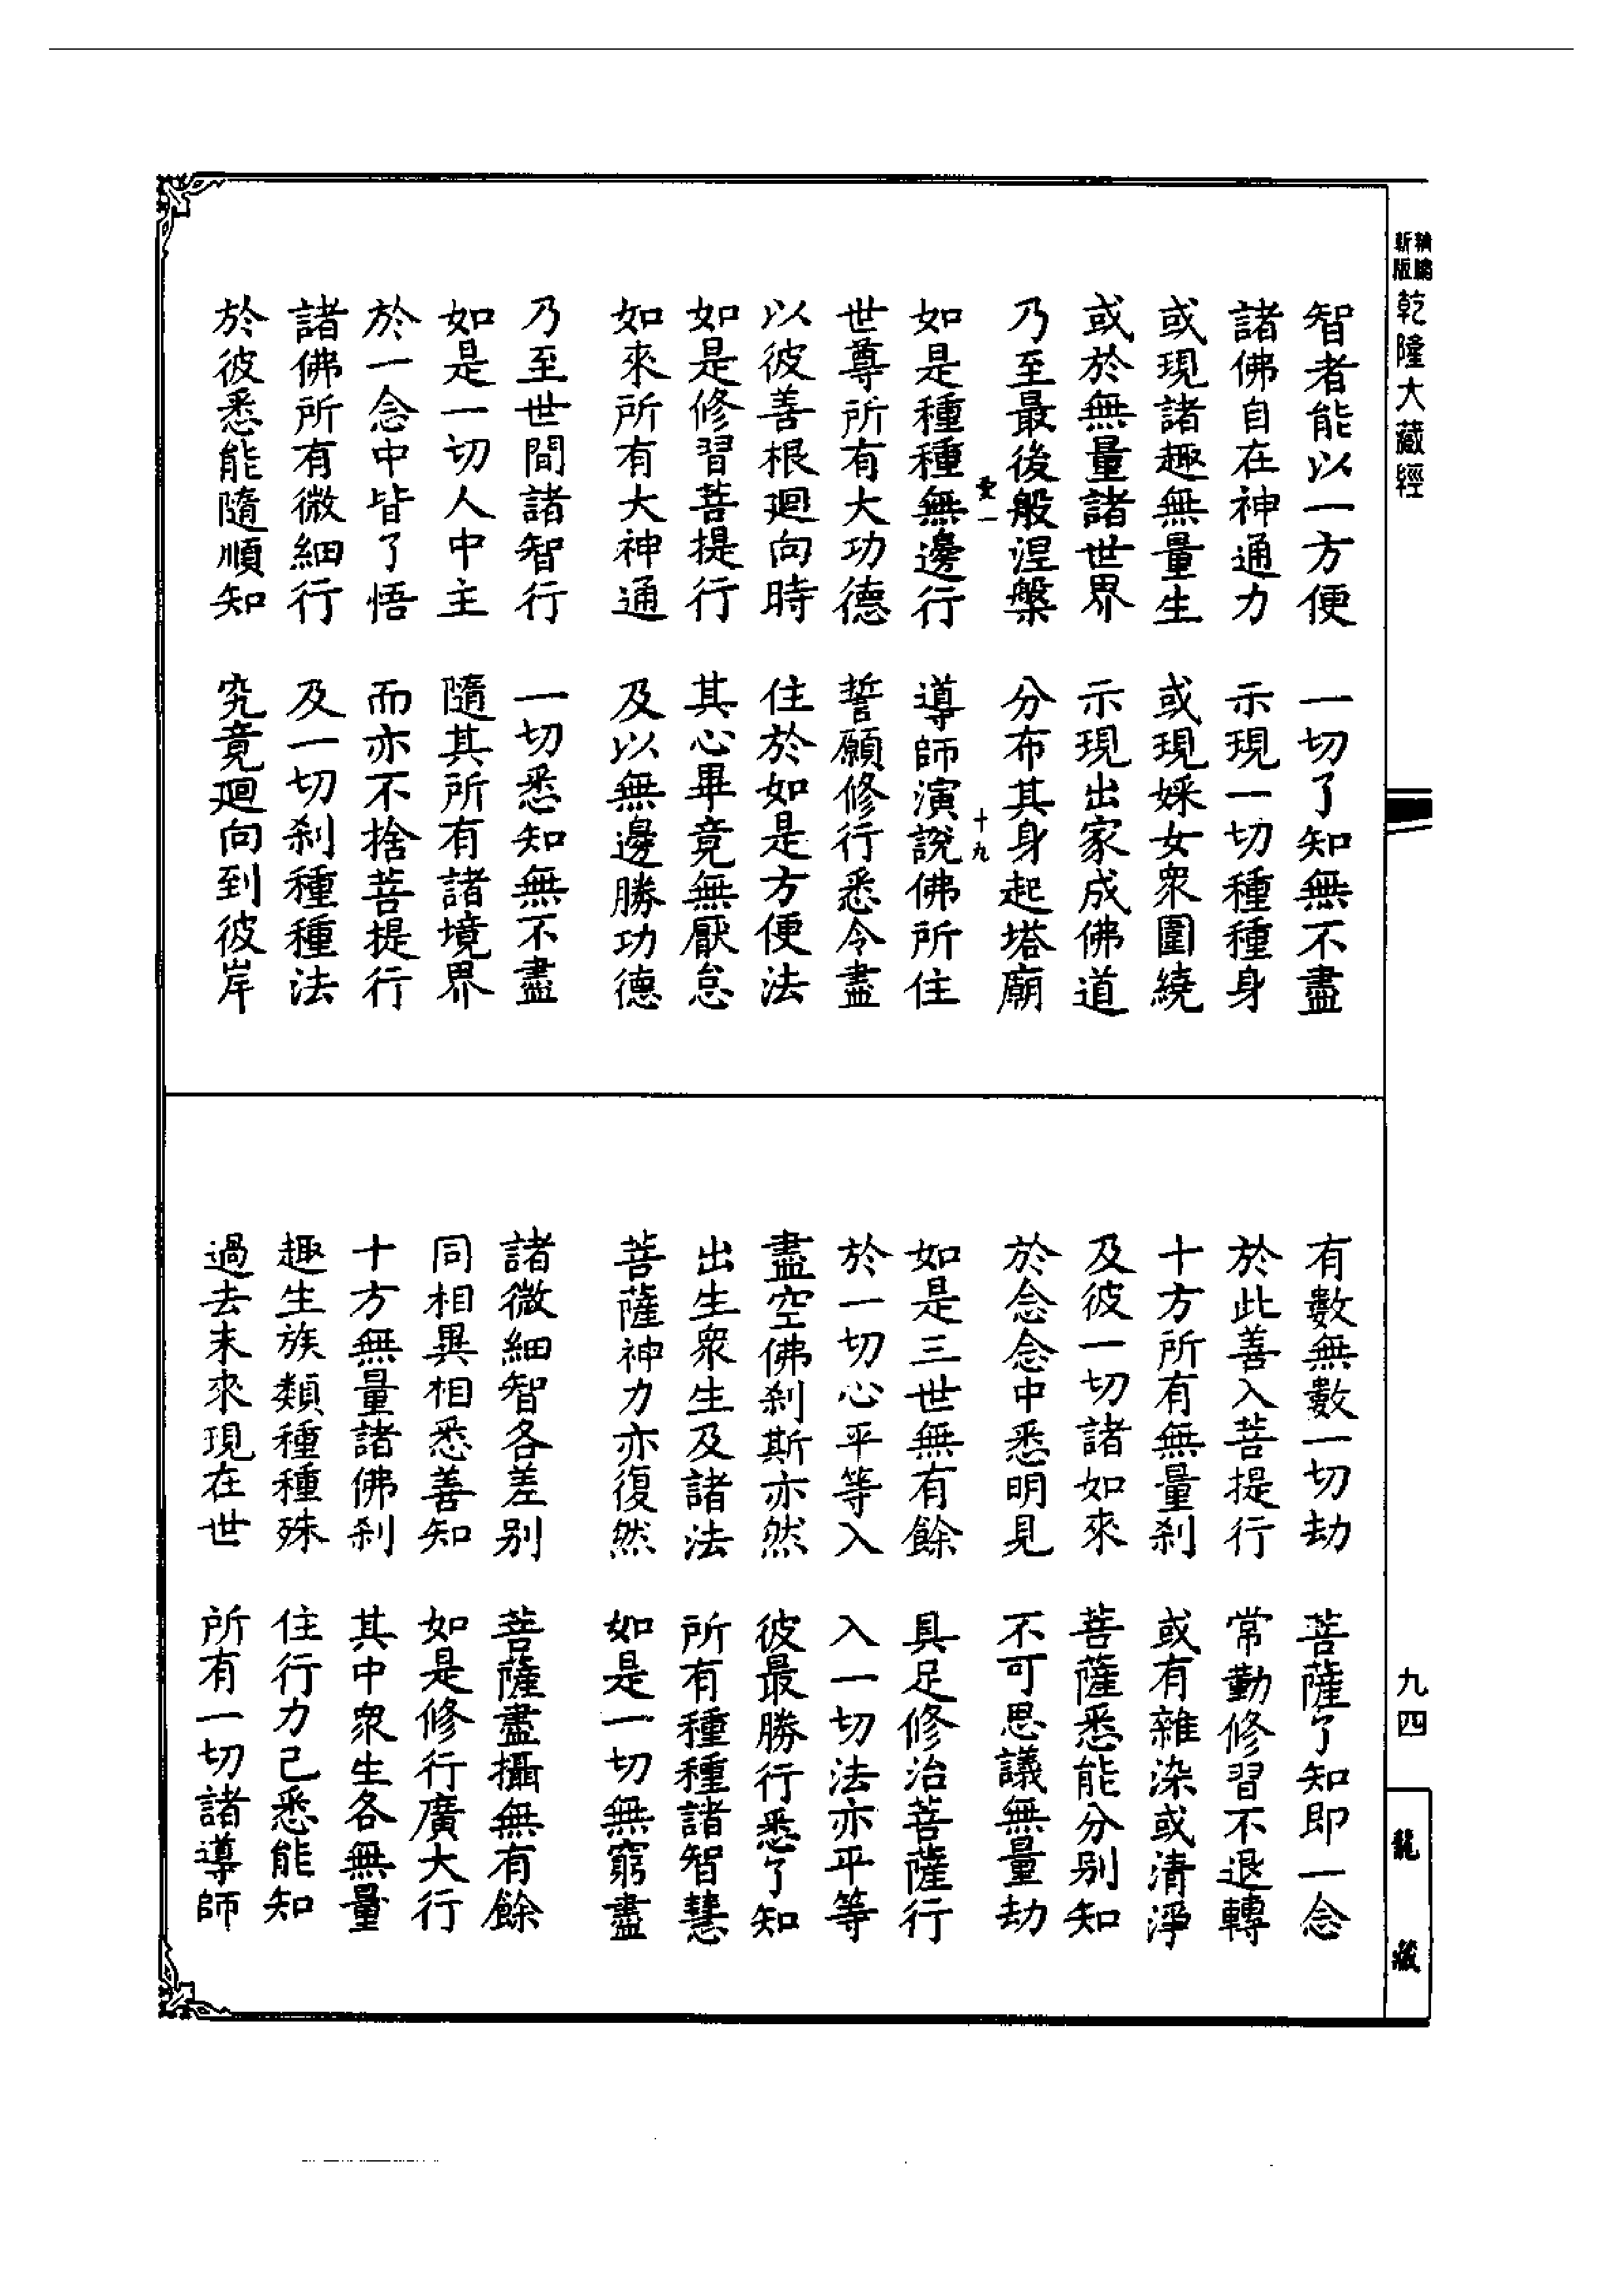 新版
乾隆大藏經
九四
龍藏
智者能以一方便　一切了知無不盡
諸佛自在神通力　示現一切種種身
或現諸趣無量生　或現婇女衆圍繞
或於無量諸世界　示現出家成佛道
乃至最後般涅槃　分布其身起塔廟
十九
如是種種無邊行　導師演說佛所住
世尊所有大功德　誓願修行悉令盡
以彼善根迴向時　住於如是方便法
如是修習菩提行　其心畢竟無厭怠
如來所有大神通　及以無邊勝功德
乃至世間諸智行　一切悉知無不盡
如是一切人中主　隨其所有諸境界
於一念中皆了悟　而亦不捨菩提行
諸佛所有微細行　及一切刹種種法
於彼悉能隨順知　究竟迴向到彼岸
有數無數一切劫　菩薩了知即一念
於此善入菩提行　常勤修習不退轉
十方所有無量刹　或有雜染或清淨
及彼一切諸如來　菩薩悉能分别知
於念念中悉明見　不可思議無量劫
如是三世無有餘　具足修治菩薩行
於一切心平等入　入一切法亦平等
盡空佛刹斯亦然　彼最勝行悉了知
出生衆生及諸法　所有種種諸智慧
菩薩神力亦復然　如是一切無窮盡
諸微細智各差别　菩薩盡攝無有餘
同相異相悉善知　如是修行廣大行
十方無量諸佛刹　其中衆生各無量
趣生族類種種殊　住行力已悉能知
過去未來現在世　所有一切諸導師